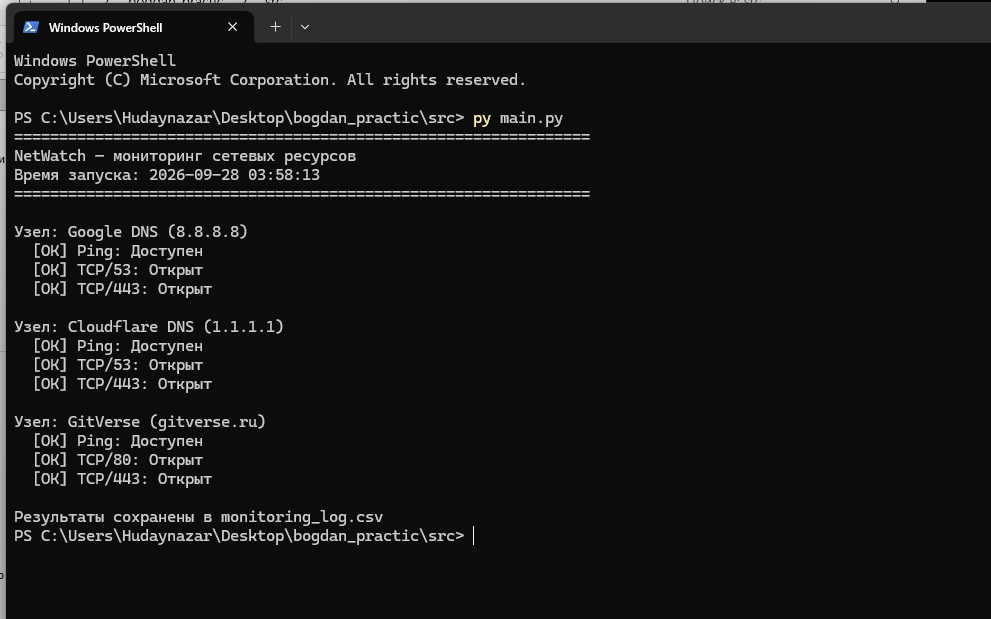 Windows PowerShell
Windows PowerShell
Copyright (C) Microsoft Corporation. All rights reserved.
PS C:\Users\Hudaynazar\Desktop\bogdan_practic\src> py main.py
================================================================
NetWatch — мониторинг сетевых ресурсов
Время запуска: 2026-09-28 03:58:13
================================================================
Узел: Google DNS (8.8.8.8)
[OK] Ping: Доступен
[OK] TCP/53: Открыт
[OK] TCP/443: Открыт
Узел: Cloudflare DNS (1.1.1.1)
[OK] Ping: Доступен
[OK] TCP/53: Открыт
[OK] TCP/443: Открыт
Узел: GitVerse (gitverse.ru)
[OK] Ping: Доступен
[OK] TCP/80: Открыт
[OK] TCP/443: Открыт
Результаты сохранены в monitoring_log.csv
PS C:\Users\Hudaynazar\Desktop\bogdan_practic\src>